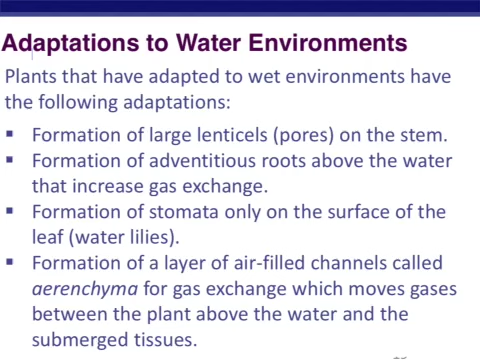 Adaptations to Water Environments
Plants that have adapted to wet environments have
the following adaptations:
▪ Formation of large lenticels (pores) on the stem.
▪ Formation of adventitious roots above the water
that increase gas exchange.
▪ Formation of stomata only on the surface of the
leaf (water lilies).
▪ Formation of a layer of air-filled channels called
aerenchyma for gas exchange which moves gases
between the plant above the water and the
submerged tissues.